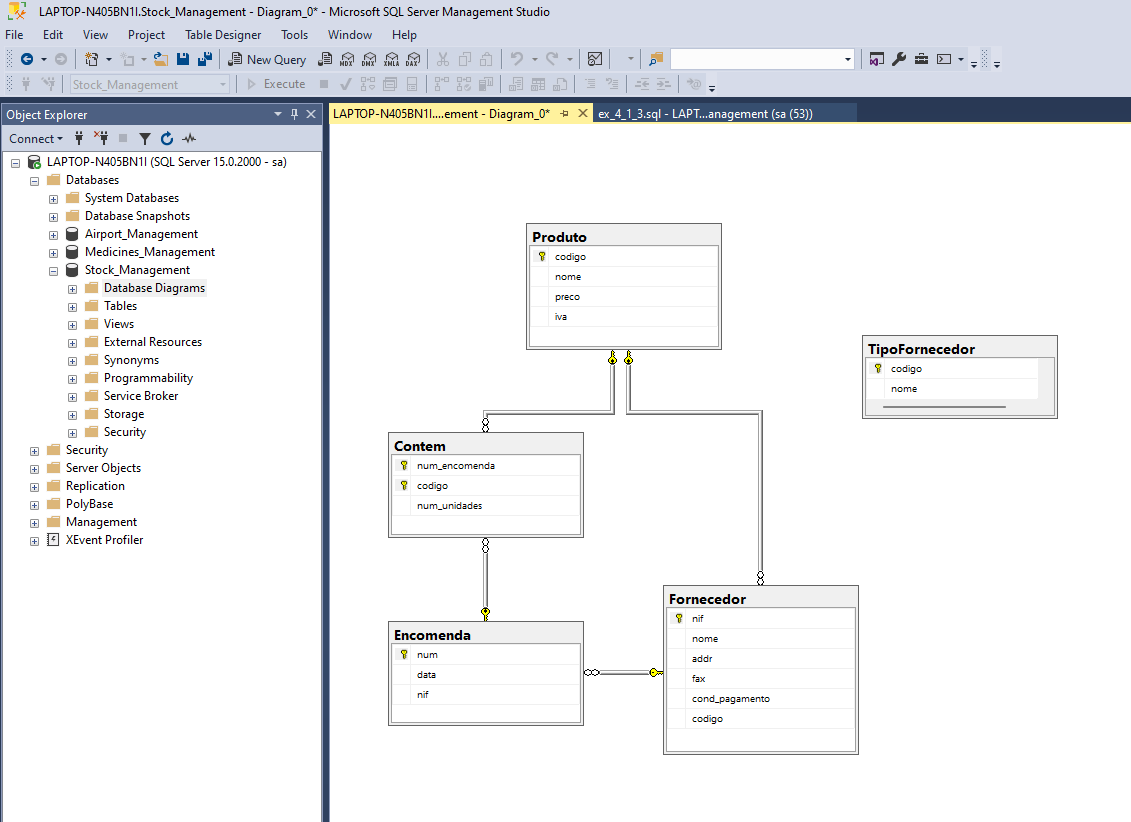 LAPTOP-N405BN1I.Stock_Management - Diagram_0* - Microsoft SQL Server Management Studio
File Edit View Project Table Designer Tools Window Help
New Query MDX DMX XMLA DAX
Stock_Management Execute
Object Explorer
LAPTOP-N405BN1I....ement - Diagram_0* ex_4_1_3.sql - LAPT...anagement (sa (53))
Connect
LAPTOP-N405BN1I (SQL Server 15.0.2000 - sa)
Databases
System Databases
Database Snapshots
Airport_Management
Medicines_Management
Stock_Management
Database Diagrams
Tables
Views
External Resources
Synonyms
Programmability
Service Broker
Storage
Security
Security
Server Objects
Replication
PolyBase
Management
XEvent Profiler
Produto
codigo
nome
preco
iva
TipoFornecedor
codigo
nome
Contem
num_encomenda
codigo
num_unidades
Fornecedor
nif
nome
addr
fax
cond_pagamento
codigo
Encomenda
num
data
nif